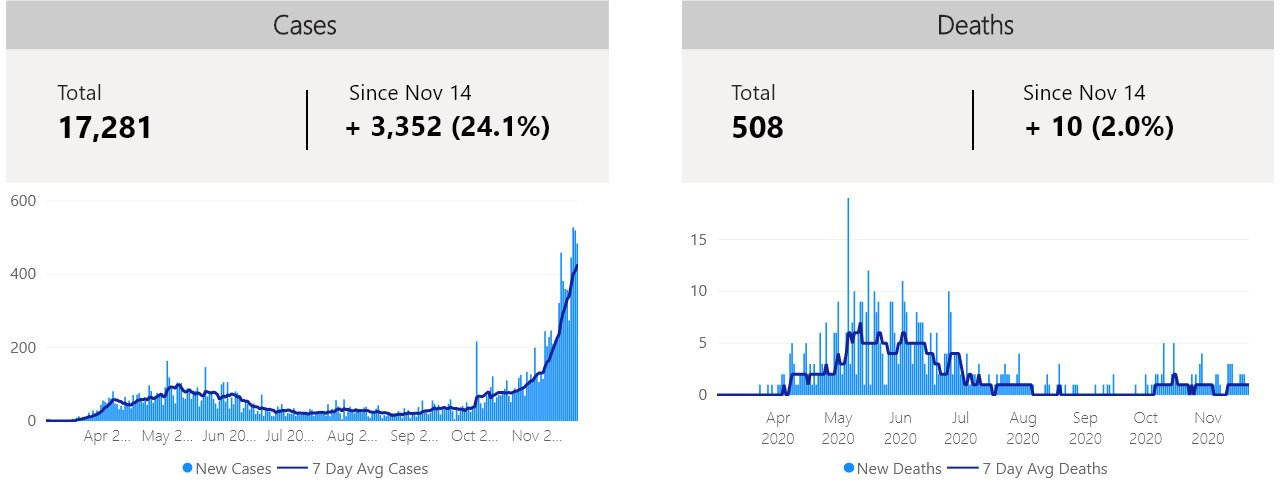 Cases
Total
17,281
Since Nov 14
+ 3,352 (24.1%)
600
400
200
0
Apr 2... May 2... Jun 20... Jul 20... Aug 2... Sep 2... Oct 2... Nov 2...
New Cases 7 Day Avg Cases
Deaths
Total
508
Since Nov 14
+ 10 (2.0%)
15
10
5
0
Apr May Jun Jul Aug Sep Oct Nov
2020 2020 2020 2020 2020 2020 2020 2020
New Deaths 7 Day Avg Deaths